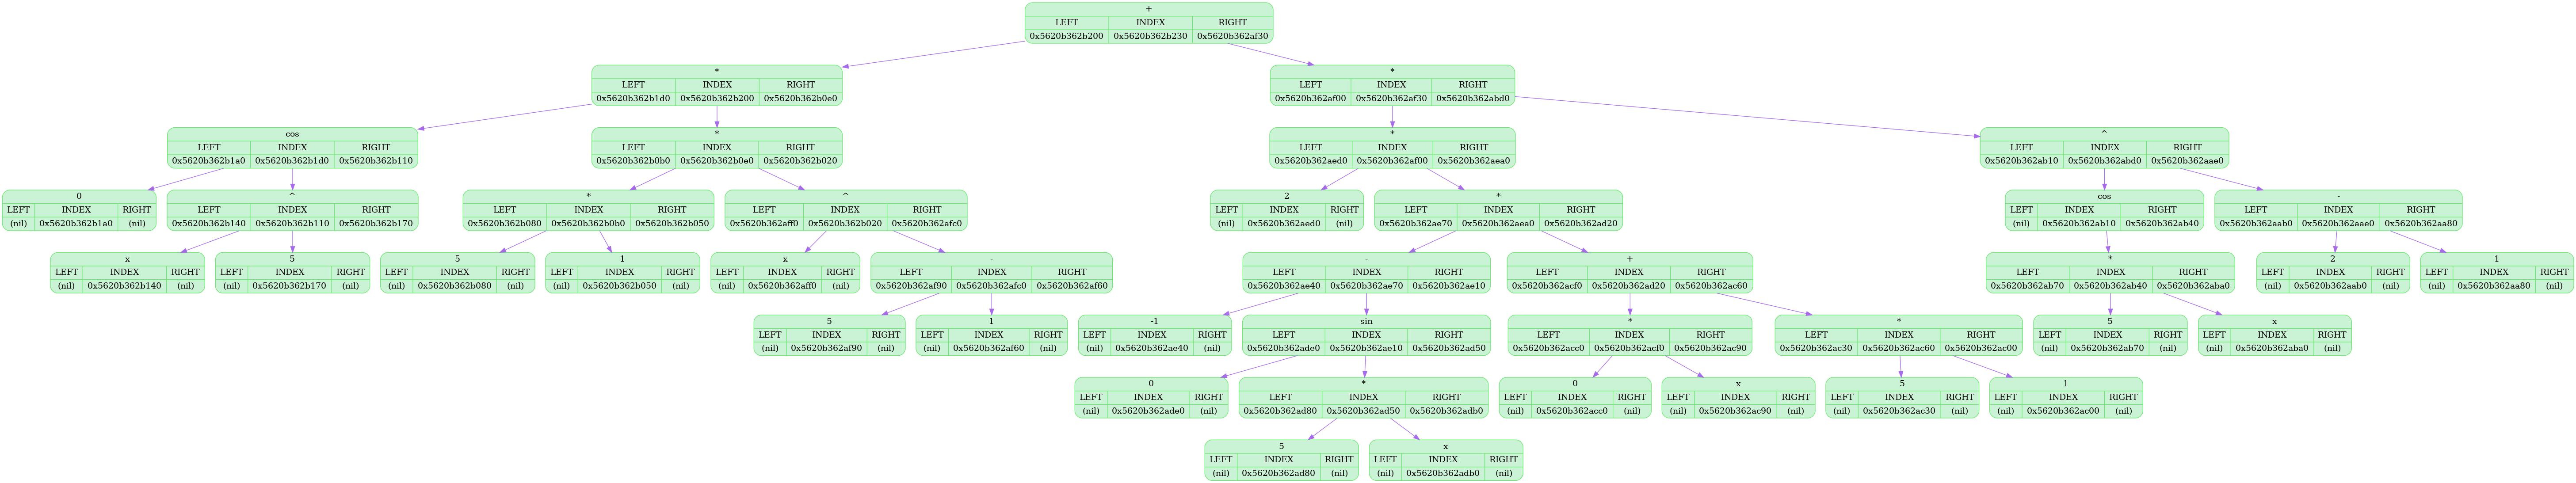 +
LEFT INDEX RIGHT
0x5620b362b200 0x5620b362b230 0x5620b362af30
* *
LEFT INDEX RIGHT LEFT INDEX RIGHT
0x5620b362b1d0 0x5620b362b200 0x5620b362b0e0 0x5620b362af00 0x5620b362af30 0x5620b362abd0
cos * * ^
LEFT INDEX RIGHT LEFT INDEX RIGHT LEFT INDEX RIGHT LEFT INDEX RIGHT
0x5620b362b1a0 0x5620b362b1d0 0x5620b362b110 0x5620b362b0b0 0x5620b362b0e0 0x5620b362b020 0x5620b362aed0 0x5620b362af00 0x5620b362aea0 0x5620b362ab10 0x5620b362abd0 0x5620b362aae0
0 ^ * ^ 2 * cos -
LEFT INDEX RIGHT LEFT INDEX RIGHT LEFT INDEX RIGHT LEFT INDEX RIGHT LEFT INDEX RIGHT LEFT INDEX RIGHT LEFT INDEX RIGHT LEFT INDEX RIGHT
(nil) 0x5620b362b1a0 (nil) 0x5620b362b140 0x5620b362b110 0x5620b362b170 0x5620b362b080 0x5620b362b0b0 0x5620b362b050 0x5620b362aff0 0x5620b362b020 0x5620b362afc0 (nil) 0x5620b362aed0 (nil) 0x5620b362ae70 0x5620b362aea0 0x5620b362ad20 (nil) 0x5620b362ab10 0x5620b362ab40 0x5620b362aab0 0x5620b362aae0 0x5620b362aa80
x 5 5 1 x - - + * 2 1
LEFT INDEX RIGHT LEFT INDEX RIGHT LEFT INDEX RIGHT LEFT INDEX RIGHT LEFT INDEX RIGHT LEFT INDEX RIGHT LEFT INDEX RIGHT LEFT INDEX RIGHT LEFT INDEX RIGHT LEFT INDEX RIGHT LEFT INDEX RIGHT
(nil) 0x5620b362b140 (nil) (nil) 0x5620b362b170 (nil) (nil) 0x5620b362b080 (nil) (nil) 0x5620b362b050 (nil) (nil) 0x5620b362aff0 (nil) 0x5620b362af90 0x5620b362afc0 0x5620b362af60 0x5620b362ae40 0x5620b362ae70 0x5620b362ae10 0x5620b362acf0 0x5620b362ad20 0x5620b362ac60 0x5620b362ab70 0x5620b362ab40 0x5620b362aba0 (nil) 0x5620b362aab0 (nil) (nil) 0x5620b362aa80 (nil)
5 1 -1 sin * * 5 x
LEFT INDEX RIGHT LEFT INDEX RIGHT LEFT INDEX RIGHT LEFT INDEX RIGHT LEFT INDEX RIGHT LEFT INDEX RIGHT LEFT INDEX RIGHT LEFT INDEX RIGHT
(nil) 0x5620b362af90 (nil) (nil) 0x5620b362af60 (nil) (nil) 0x5620b362ae40 (nil) 0x5620b362ade0 0x5620b362ae10 0x5620b362ad50 0x5620b362acc0 0x5620b362acf0 0x5620b362ac90 0x5620b362ac30 0x5620b362ac60 0x5620b362ac00 (nil) 0x5620b362ab70 (nil) (nil) 0x5620b362aba0 (nil)
0 * 0 x 5 1
LEFT INDEX RIGHT LEFT INDEX RIGHT LEFT INDEX RIGHT LEFT INDEX RIGHT LEFT INDEX RIGHT LEFT INDEX RIGHT
(nil) 0x5620b362ade0 (nil) 0x5620b362ad80 0x5620b362ad50 0x5620b362adb0 (nil) 0x5620b362acc0 (nil) (nil) 0x5620b362ac90 (nil) (nil) 0x5620b362ac30 (nil) (nil) 0x5620b362ac00 (nil)
5 x
LEFT INDEX RIGHT LEFT INDEX RIGHT
(nil) 0x5620b362ad80 (nil) (nil) 0x5620b362adb0 (nil)